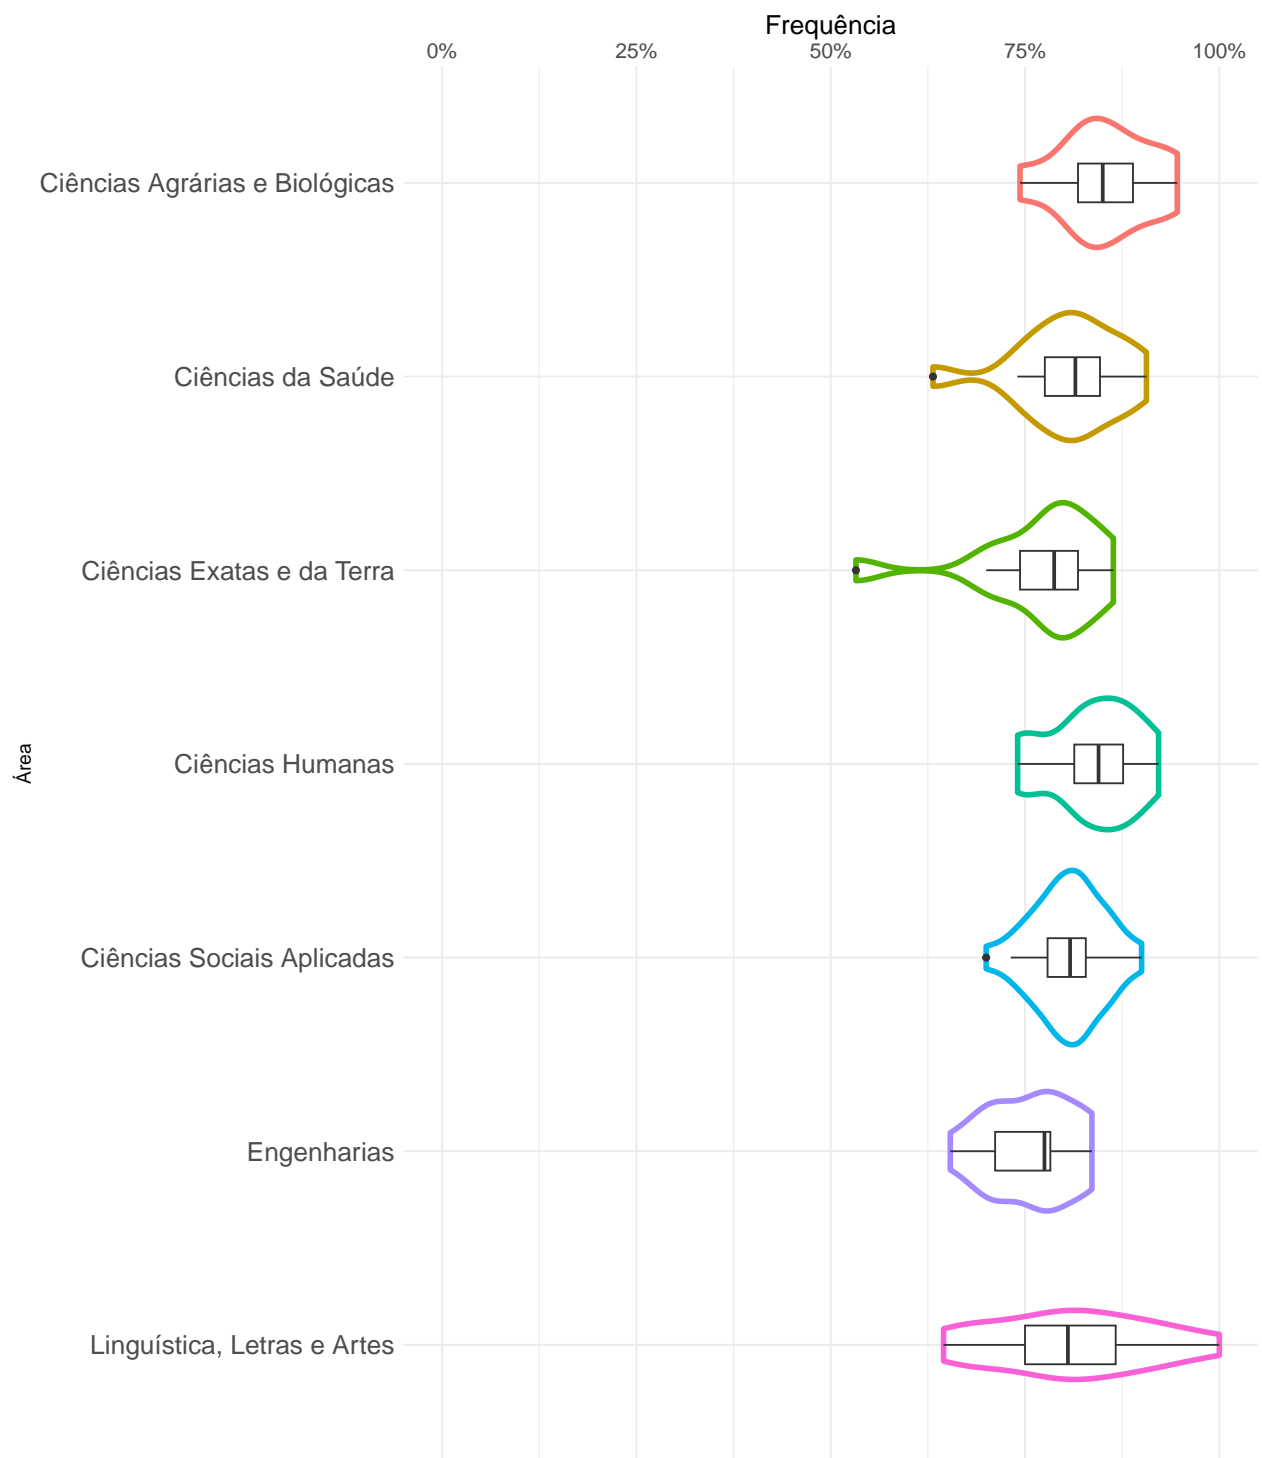 Frequência
0% 25% 50% 75% 100%
Ciências Agrárias e Biológicas
Ciências da Saúde
Ciências Exatas e da Terra
Ciências Humanas
Área
Ciências Sociais Aplicadas
Engenharias
Linguística, Letras e Artes